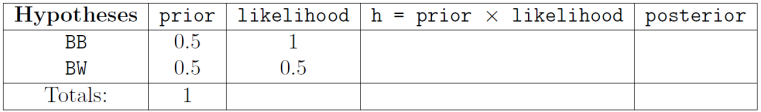 Hypotheses prior likelihood h = prior × likelihood posterior
BB 0.5 1
BW 0.5 0.5
Totals: 1